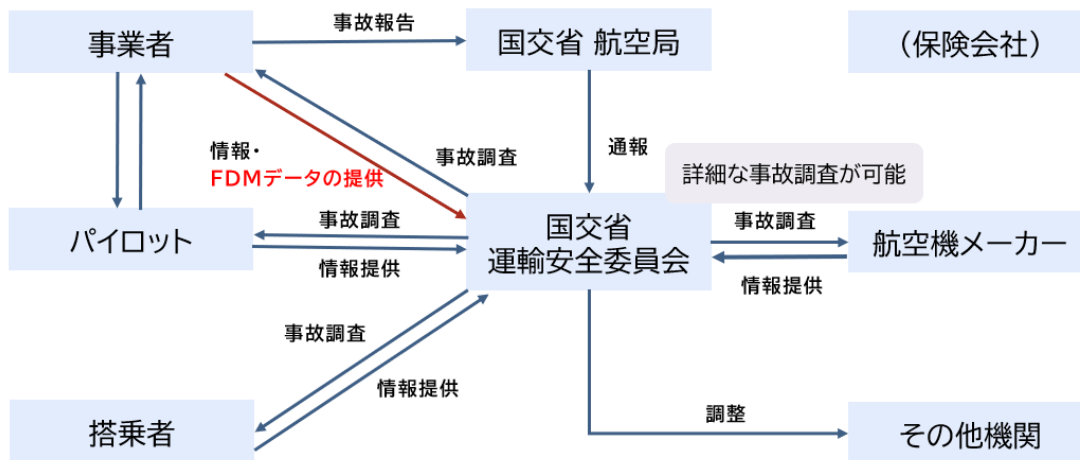 事故報告
事業者
国交省 航空局
（保険会社）
情報・
FDMデータの提供
事故調査
通報
詳細な事故調査が可能
パイロット
事故調査
情報提供
国交省
運輸安全委員会
事故調査
情報提供
航空機メーカー
事故調査
情報提供
調整
搭乗者
その他機関